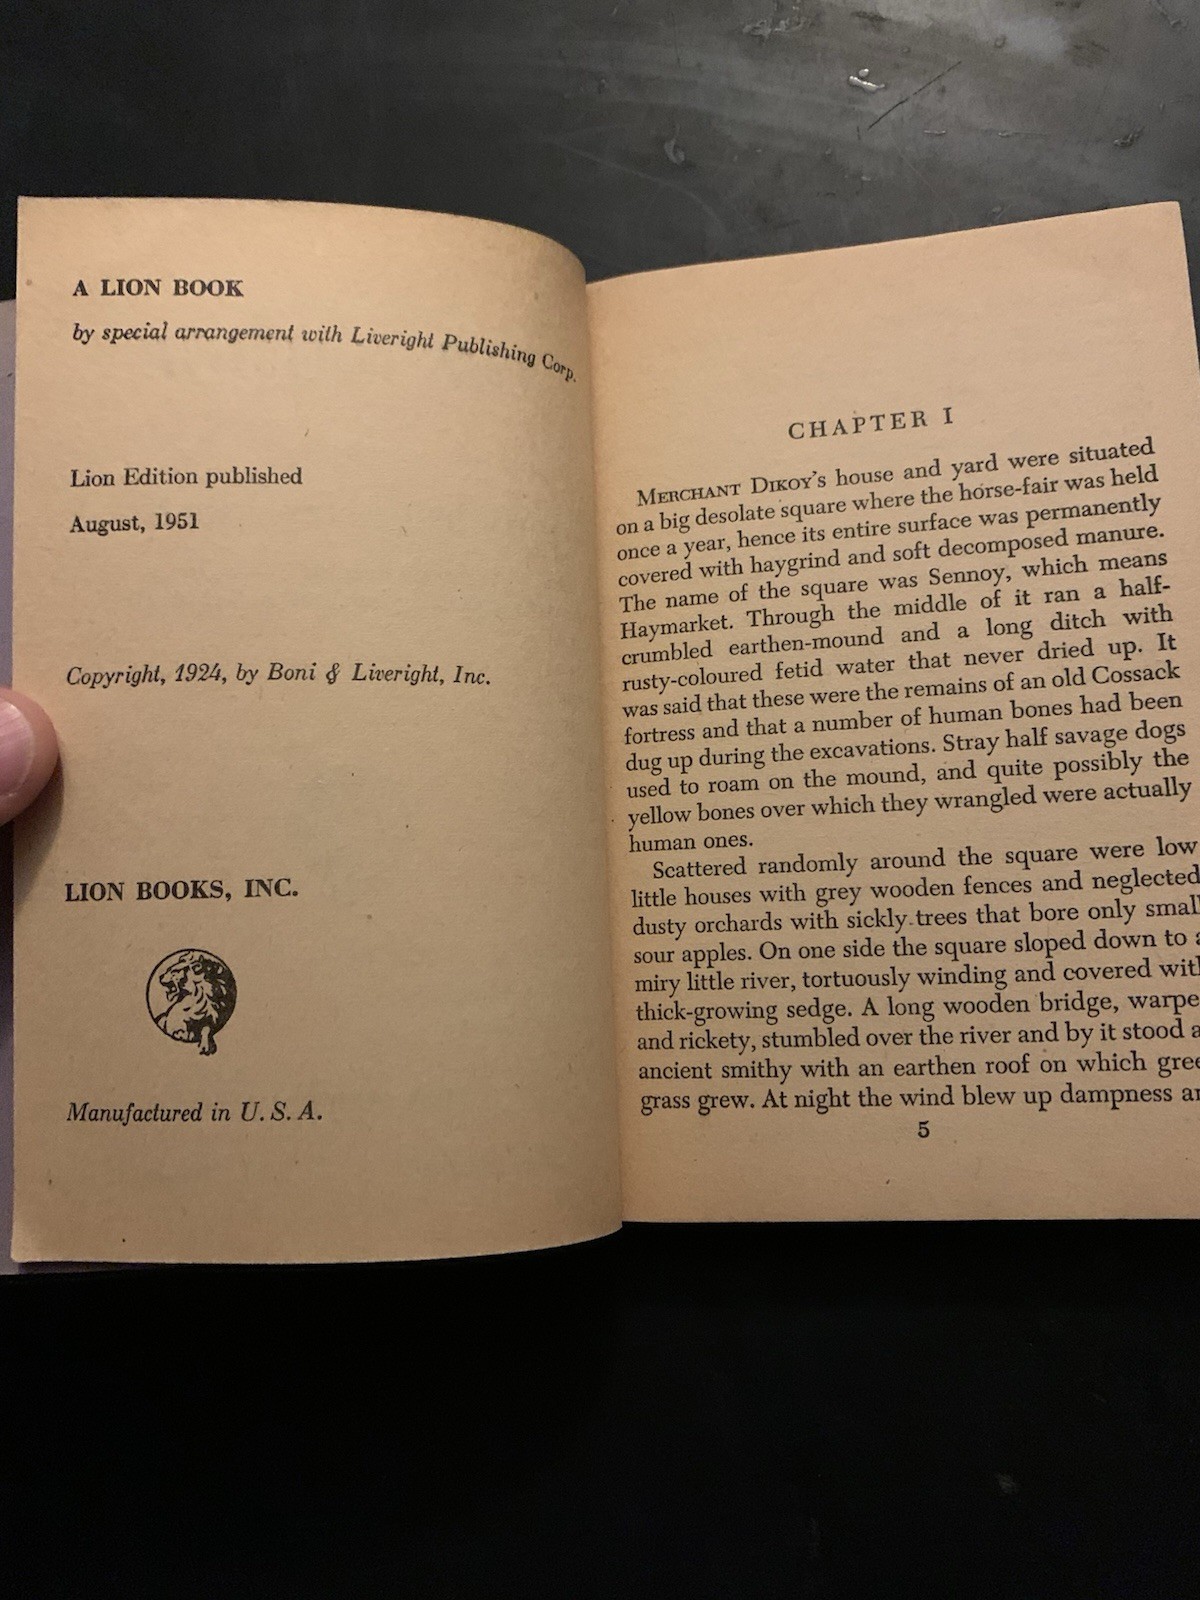 A LION BOOK
by special arrangement with Liveright Publishing Corp.
Lion Edition published
August, 1951
Copyright, 1924, by Boni & Liveright, Inc.
LION BOOKS, INC.
Manufactured in U. S. A.
CHAPTER I
MERCHANT DIKOY's house and yard were situated
on a big desolate square where the horse-fair was held
once a year, hence its entire surface was permanently
covered with haygrind and soft decomposed manure.
The name of the square was Sennoy, which means
Haymarket. Through the middle of it ran a half-
crumbled earthen-mound and a long ditch with
rusty-coloured fetid water that never dried up. It
was said that these were the remains of an old Cossack
fortress and that a number of human bones had been
dug up during the excavations. Stray half savage dogs
used to roam on the mound, and quite possibly the
yellow bones over which they wrangled were actually
human ones.
Scattered randomly around the square were low
little houses with grey wooden fences and neglected
dusty orchards with sickly trees that bore only small
sour apples. On one side the square sloped down to a
miry little river, tortuously winding and covered with
thick-growing sedge. A long wooden bridge, warpe
and rickety, stumbled over the river and by it stood a
ancient smithy with an earthen roof on which gree
grass grew. At night the wind blew up dampness an
5